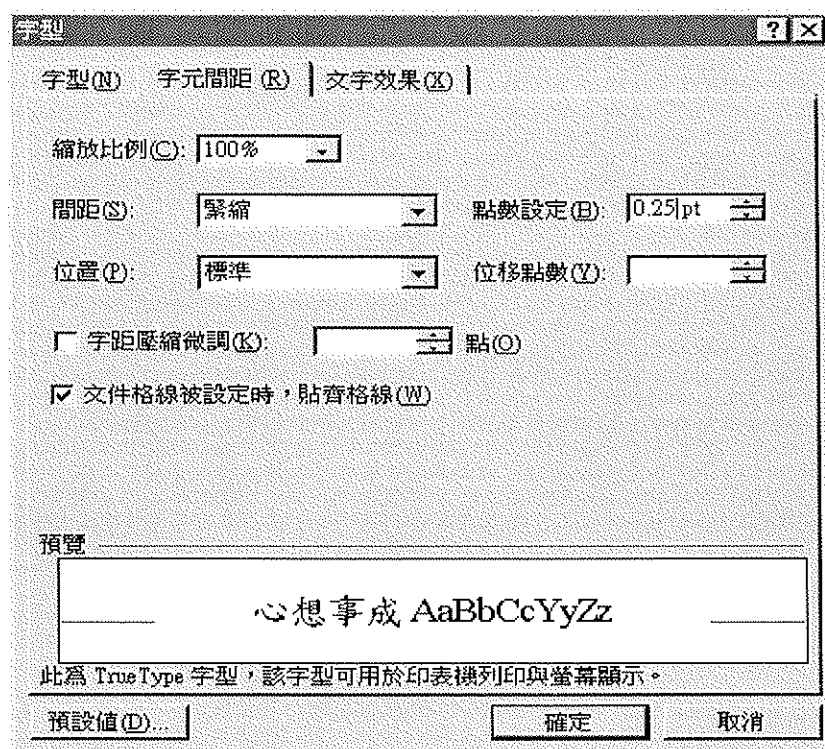 字型
字型(N) 字元間距 (R) 文字效果(X)
縮放比例(C): 100%
間距(S): 緊縮 點數設定(B): 0.25pt
位置(P): 標準 位移點數(Y):
字距壓縮微調(K): 點(O)
文件格線被設定時，貼齊格線(W)
預覽
心想事成 AaBbCcYyZz
此為 TrueType 字型，該字型可用於印表機列印與螢幕顯示。
預設值(D)... 確定 取消